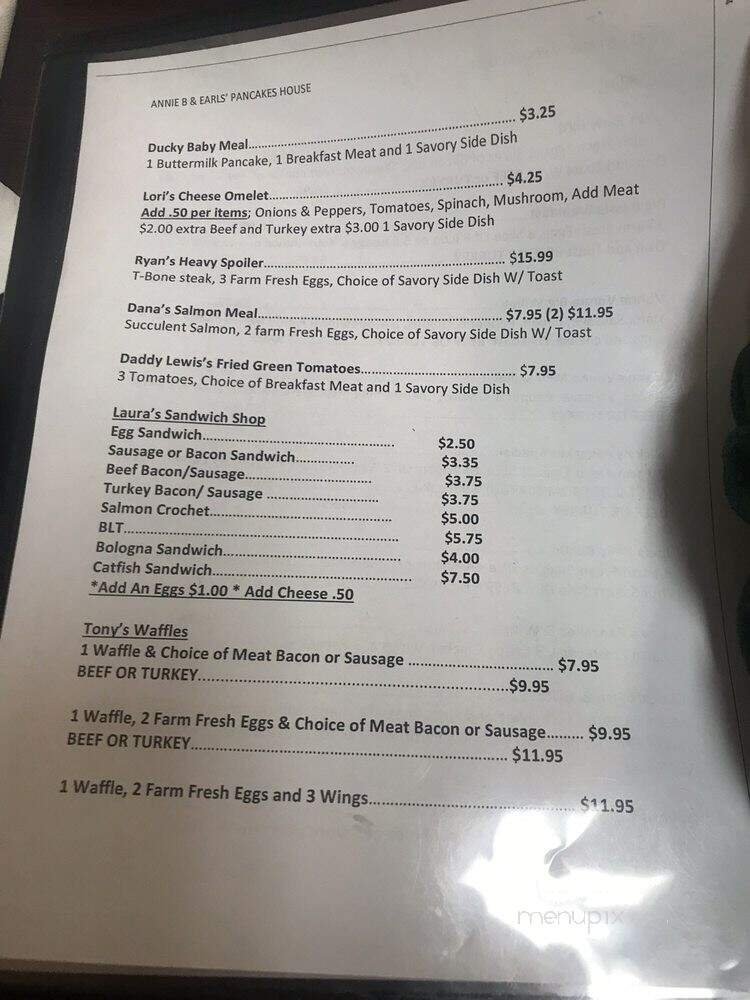 ANNIE B & EARLS' PANCAKES HOUSE
Ducky Baby Meal........................................................ $3.25
1 Buttermilk Pancake, 1 Breakfast Meat and 1 Savory Side Dish
Lori's Cheese Omelet.................................................. $4.25
Add .50 per items; Onions & Peppers, Tomatoes, Spinach, Mushroom, Add Meat
$2.00 extra Beef and Turkey extra $3.00 1 Savory Side Dish
Ryan's Heavy Spoiler.................................................... $15.99
T-Bone steak, 3 Farm Fresh Eggs, Choice of Savory Side Dish W/ Toast
Dana's Salmon Meal..................................................... $7.95 (2) $11.95
Succulent Salmon, 2 farm Fresh Eggs, Choice of Savory Side Dish W/ Toast
Daddy Lewis's Fried Green Tomatoes................................... $7.95
3 Tomatoes, Choice of Breakfast Meat and 1 Savory Side Dish
Laura's Sandwich Shop
Egg Sandwich........................................... $2.50
Sausage or Bacon Sandwich............. $3.35
Beef Bacon/Sausage............................ $3.75
Turkey Bacon/ Sausage ......................... $3.75
Salmon Crochet........................................ $5.00
BLT............................................................. $5.75
Bologna Sandwich....................................... $4.00
Catfish Sandwich............................................ $7.50
*Add An Eggs $1.00 * Add Cheese .50
Tony's Waffles
1 Waffle & Choice of Meat Bacon or Sausage ................................ $7.95
BEEF OR TURKEY....................................................................$9.95
1 Waffle, 2 Farm Fresh Eggs & Choice of Meat Bacon or Sausage......... $9.95
BEEF OR TURKEY.................................................................... $11.95
1 Waffle, 2 Farm Fresh Eggs and 3 Wings............................................ $11.95
menupix